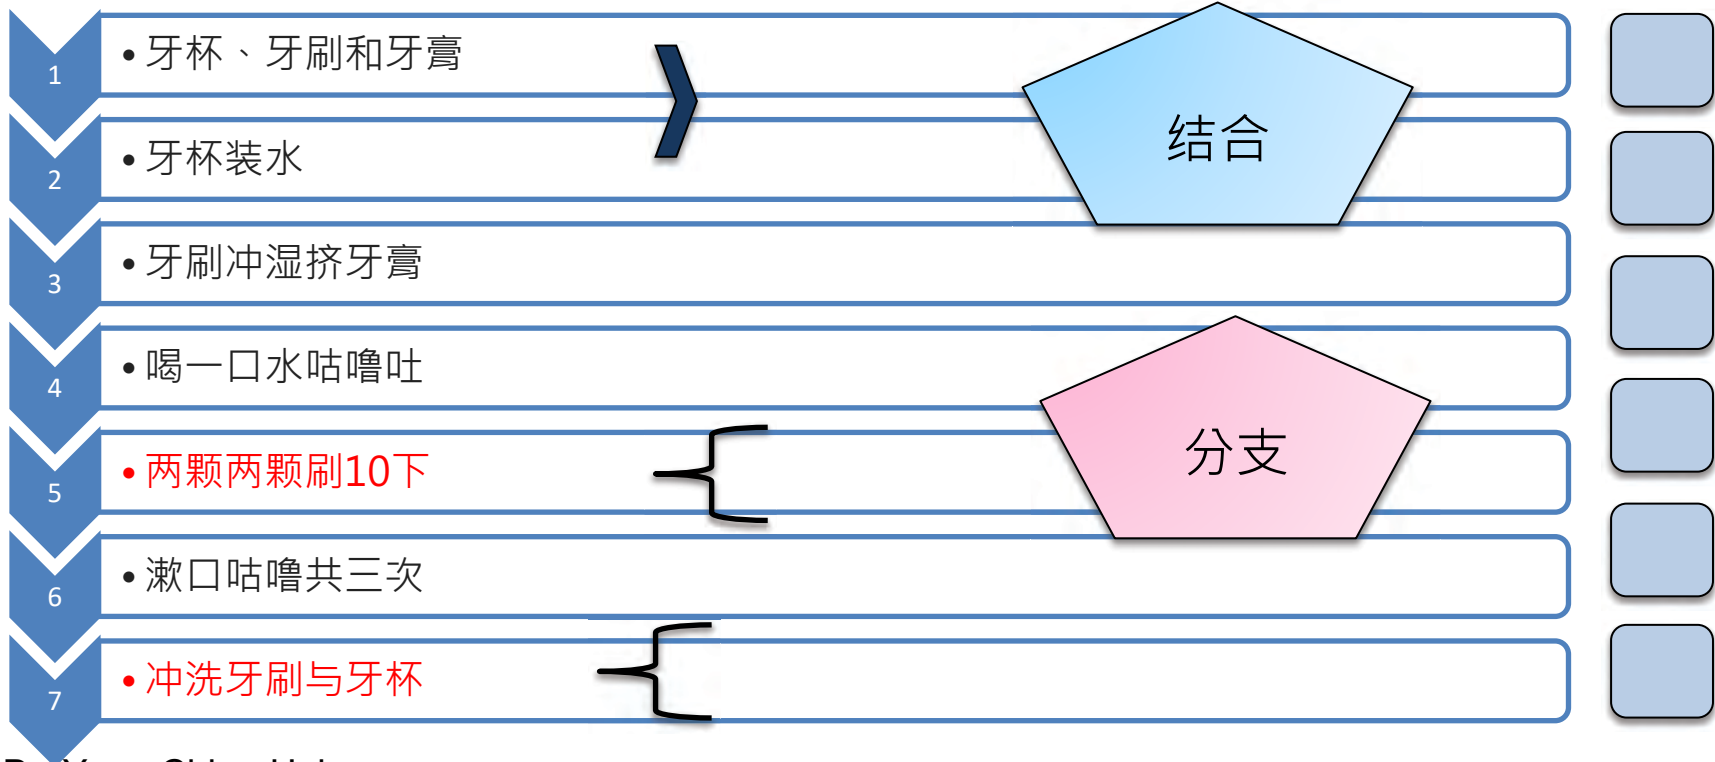 1
• 牙杯、牙刷和牙膏
2
• 牙杯装水
3
• 牙刷冲湿挤牙膏
4
• 喝一口水咕噜吐
5
• 两颗两颗刷10下
6
• 漱口咕噜共三次
7
• 冲洗牙刷与牙杯
结合
分支